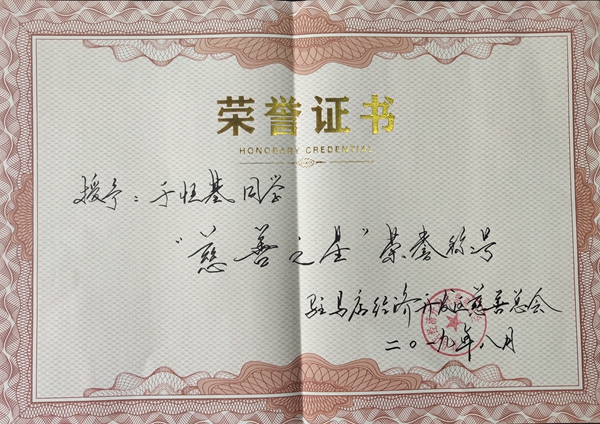 荣誉证书
HONORARY CREDENTIAL
授予：于恒基同学
“慈善之星”荣誉称号
驻马店经济开发区慈善总会
二〇一九年八月